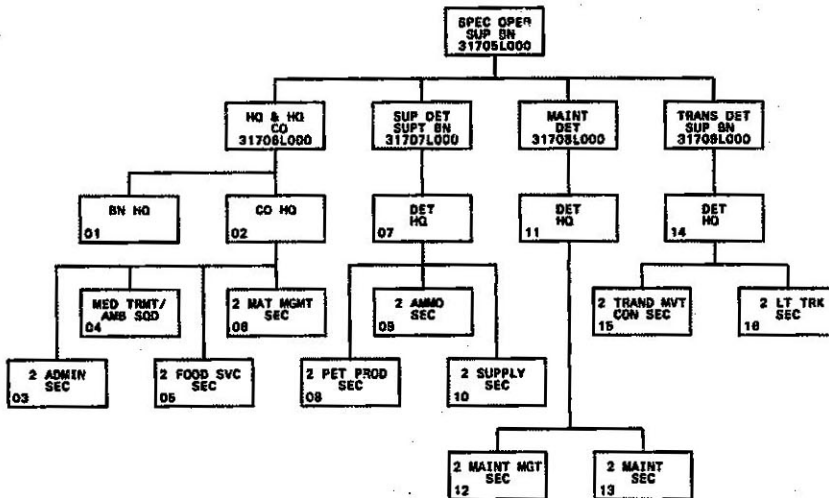 SPEC OPER
SUP BN
31705L000
HQ & HQ
CO
31706L000
SUP DET
SUPT BN
31707L000
MAINT
DET
31708L000
TRANS DET
SUP BN
31709L000
BN HQ
01
CO HQ
02
DET
HQ
07
DET
HQ
11
DET
HQ
14
MED TRMT/
AMB SQD
04
2 MAT MGMT
SEC
06
2 AMMO
SEC
09
2 TRAND MVT
CON SEC
15
2 LT TRK
SEC
16
2 ADMIN
SEC
03
2 FOOD SVC
SEC
05
2 PET PROD
SEC
08
2 SUPPLY
SEC
10
2 MAINT MGT
SEC
12
2 MAINT
SEC
13